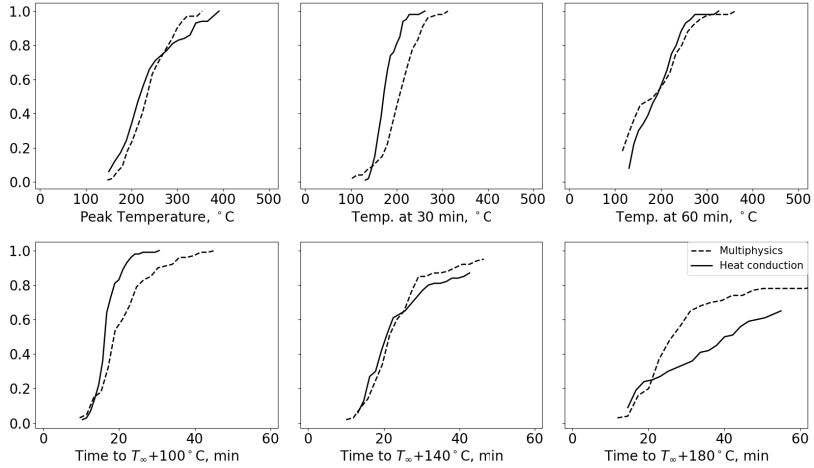 1.0
0.8
0.6
0.4
0.2
0.0
0 100 200 300 400 500
Peak Temperature, °C
0 100 200 300 400 500
Temp. at 30 min, °C
0 100 200 300 400 500
Temp. at 60 min, °C
1.0
0.8
0.6
0.4
0.2
0.0
0 20 40 60
Time to T∞+100°C, min
0 20 40 60
Time to T∞+140°C, min
Multiphysics
Heat conduction
0 20 40 60
Time to T∞+180°C, min